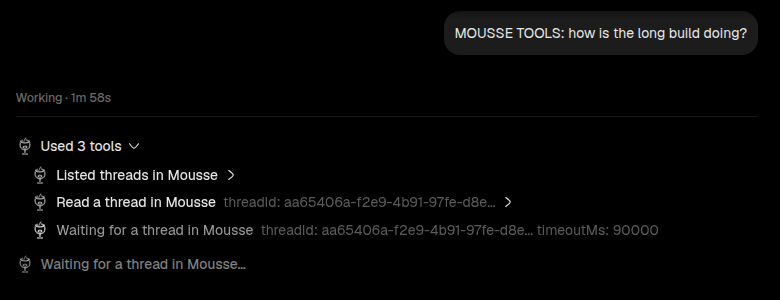 MOUSSE TOOLS: how is the long build doing?
Working · 1m 58s
Used 3 tools
Listed threads in Mousse
Read a thread in Mousse threadId: aa65406a-f2e9-4b91-97fe-d8e...
Waiting for a thread in Mousse threadId: aa65406a-f2e9-4b91-97fe-d8e... timeoutMs: 90000
Waiting for a thread in Mousse...